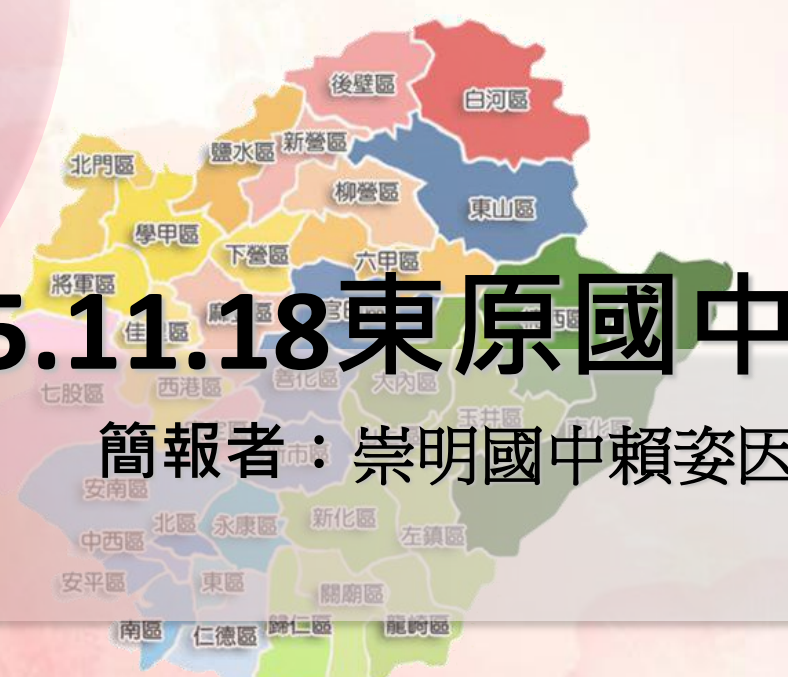 後壁區
白河區
新營區
鹽水區
北門區
柳營區
東山區
學甲區
下營區
六甲區
將軍區
5.11.18東原國中
七股區
西港區
善化區
大內區
玉井區
簡報者：崇明國中賴姿因
安南區
北區
永康區
新化區
左鎮區
中西區
安平區
東區
關廟區
南區
仁德區
歸仁區
龍崎區